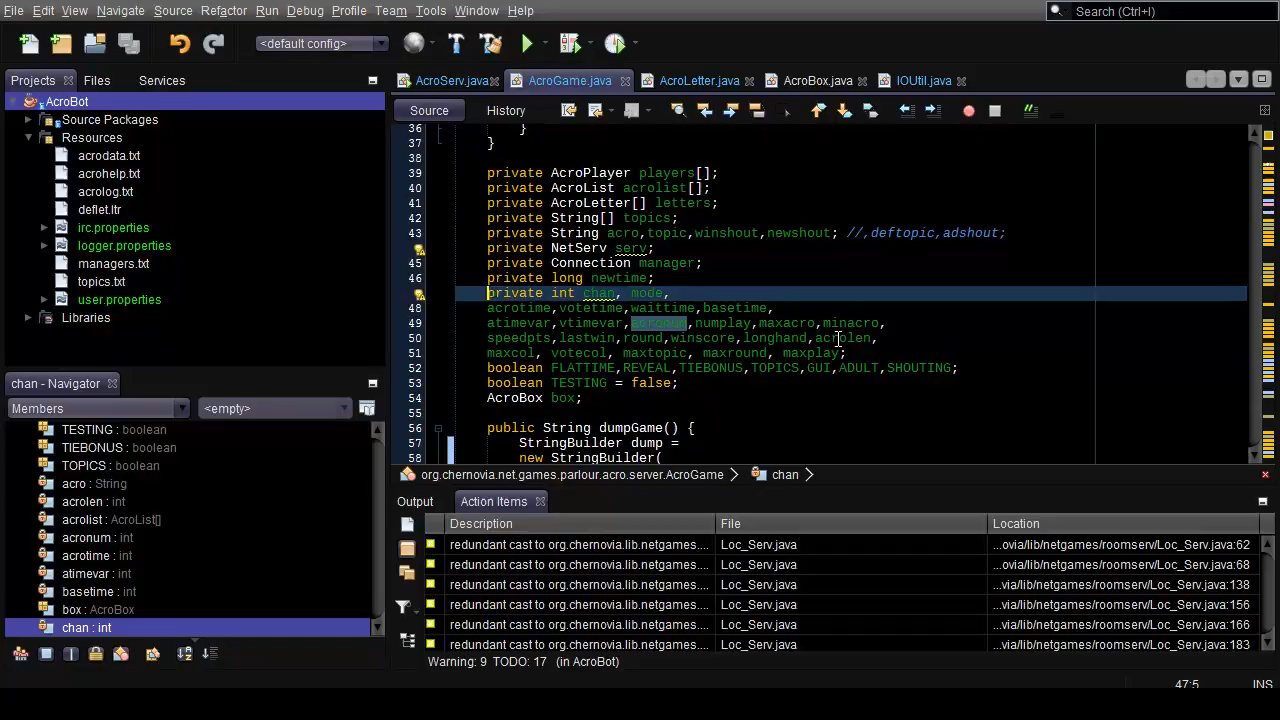 File Edit View Navigate Source Refactor Run Debug Profile Team Tools Window Help
Search (Ctrl+I)
<default config>
Projects Files Services
AcroServ.java AcroGame.java AcroLetter.java AcroBox.java IOUtil.java
AcroBot
Source Packages
Resources
acrodata.txt
acrohelp.txt
acrolog.txt
deflet.ltr
irc.properties
logger.properties
managers.txt
topics.txt
user.properties
Libraries
Source History
36 }
37 }
38
39 private AcroPlayer players[];
40 private AcroList acrolist[];
41 private AcroLetter[] letters;
42 private String[] topics;
43 private String acro,topic,winshout,newshout; //,deftopic,adshout;
private NetServ serv;
45 private Connection manager;
46 private long newtime;
private int chan, mode,
48 acrotime,votetime,waittime,basetime,
49 atimevar,vtimevar,acronum,numplay,maxacro,minacro,
50 speedpts,lastwin,round,winscore,longhand,acrolen,
51 maxcol, votecol, maxtopic, maxround, maxplay;
52 boolean FLATTIME,REVEAL,TIEBONUS,TOPICS,GUI,ADULT,SHOUTING;
53 boolean TESTING = false;
54 AcroBox box;
55
56 public String dumpGame() {
57 StringBuilder dump =
58 new StringBuilder(
org.chernovia.net.games.parlour.acro.server.AcroGame chan
chan - Navigator
Members <empty>
TESTING : boolean
TIEBONUS : boolean
TOPICS : boolean
acro : String
acrolen : int
acrolist : AcroList[]
acronum : int
acrotime : int
atimevar : int
basetime : int
box : AcroBox
chan : int
Output Action Items
Description File Location
redundant cast to org.chernovia.lib.netgames.... Loc_Serv.java ...ovia/lib/netgames/roomserv/Loc_Serv.java:62
redundant cast to org.chernovia.lib.netgames.... Loc_Serv.java ...ovia/lib/netgames/roomserv/Loc_Serv.java:68
redundant cast to org.chernovia.lib.netgames.... Loc_Serv.java ...via/lib/netgames/roomserv/Loc_Serv.java:138
redundant cast to org.chernovia.lib.netgames.... Loc_Serv.java ...via/lib/netgames/roomserv/Loc_Serv.java:156
redundant cast to org.chernovia.lib.netgames.... Loc_Serv.java ...via/lib/netgames/roomserv/Loc_Serv.java:166
redundant cast to org.chernovia.lib.netgames.... Loc_Serv.java ...via/lib/netgames/roomserv/Loc_Serv.java:183
Warning: 9 TODO: 17 (in AcroBot)
47:5 INS